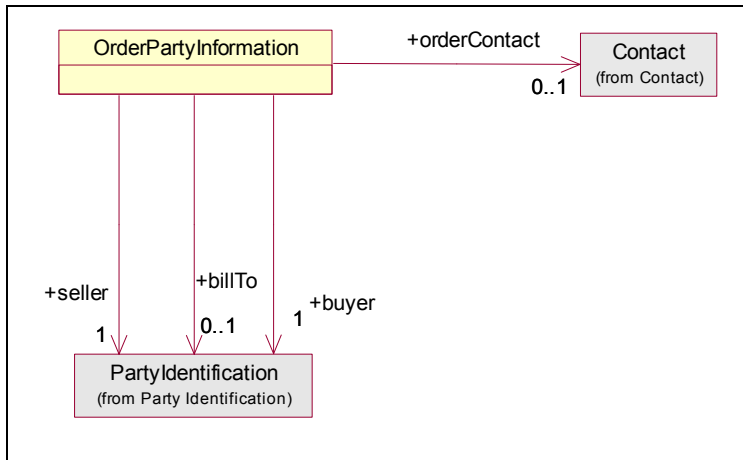 OrderPartyInformation
+orderContact
Contact
(from Contact)
0..1
+seller
+billTo
+buyer
1
0..1
1
PartyIdentification
(from Party Identification)